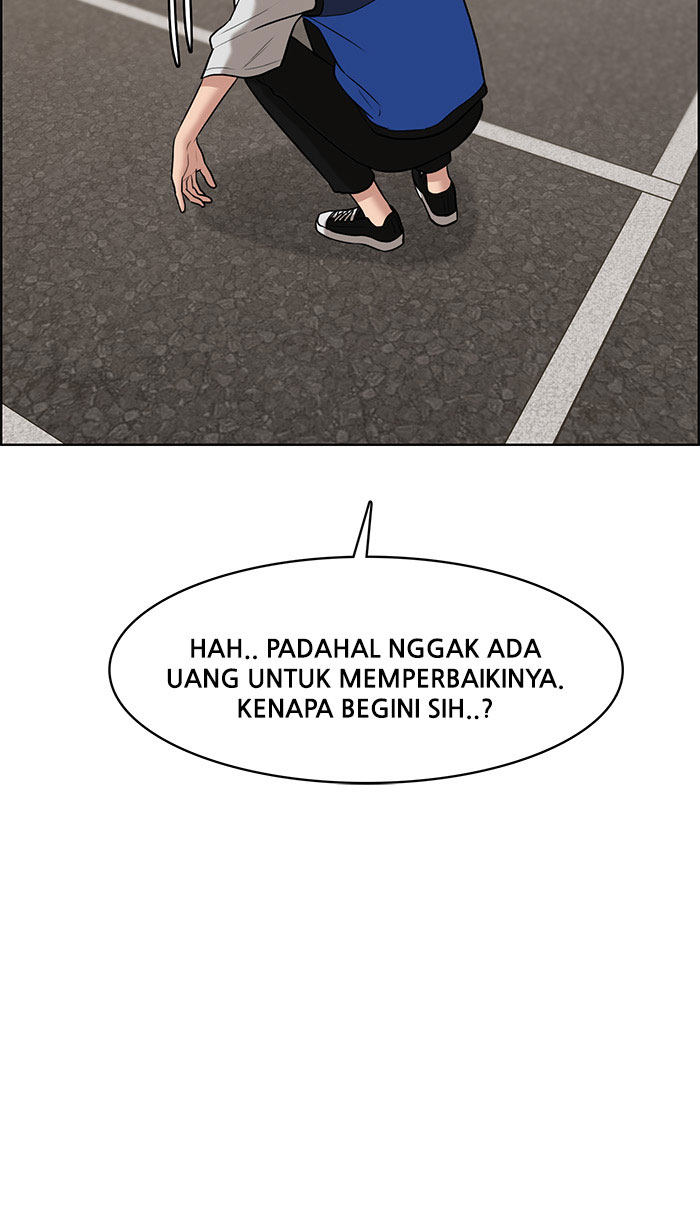 HAH.. PADAHAL NGGAK ADA
UANG UNTUK MEMPERBAIKINYA.
KENAPA BEGINI SIH..?